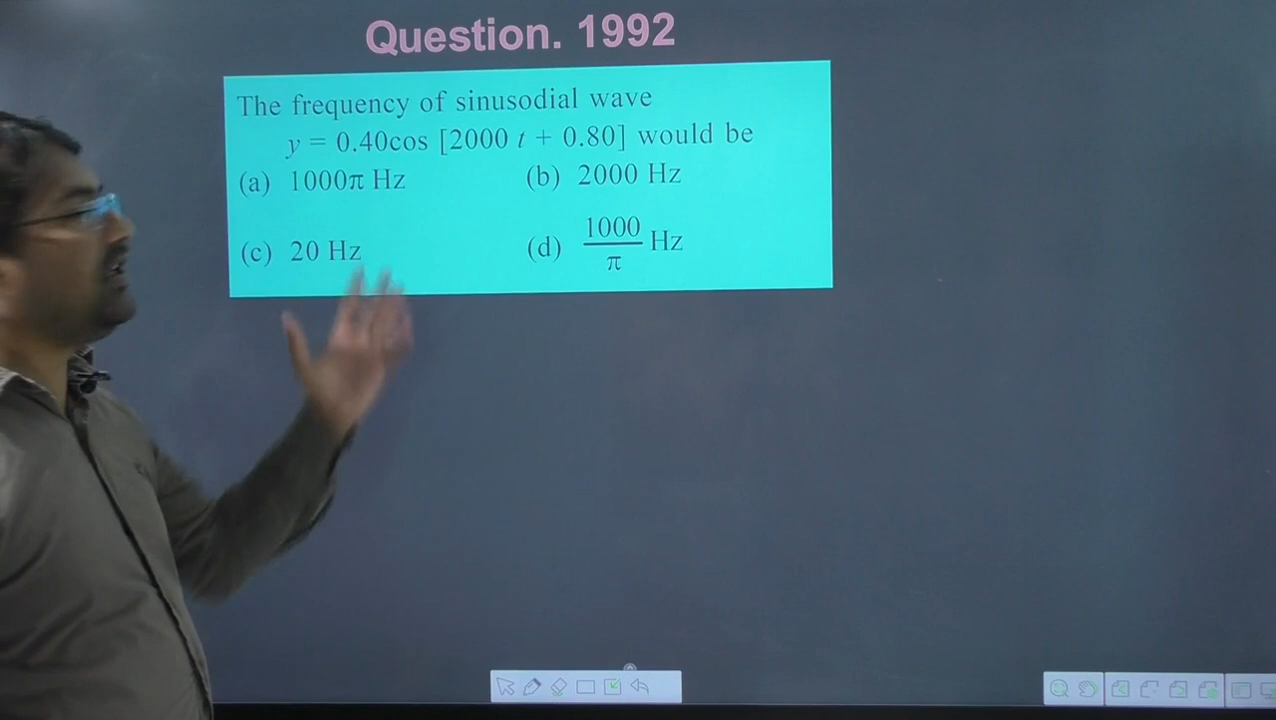 Question. 1992
The frequency of sinusodial wave
y = 0.40cos [2000 t + 0.80] would be
(a) 1000π Hz (b) 2000 Hz
(c) 20 Hz (d) 1000/π Hz